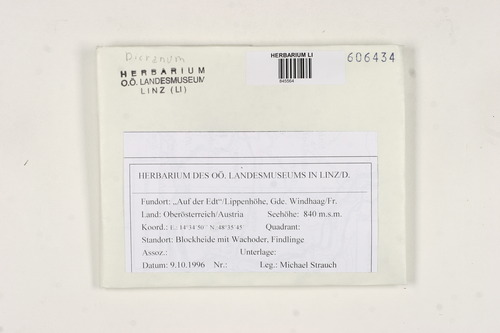 Dicranum
HERBARIUM
O.Ö. LANDESMUSEUM
LINZ (LI)
HERBARIUM LI
606434
HERBARIUM DES OÖ. LANDESMUSEUMS IN LINZ/D.
Fundort: „Auf der Edt“/Lippenhöhe, Gde. Windhaag/Fr.
Land: Oberösterreich/Austria Seehöhe: 840 m.s.m.
Koord.: E.: 14°34'50" N.:48°35'45" Quadrant:
Standort: Blockheide mit Wachoder, Findlinge
Assoz.: Unterlage:
Datum: 9.10.1996 Nr.: Leg.: Michael Strauch